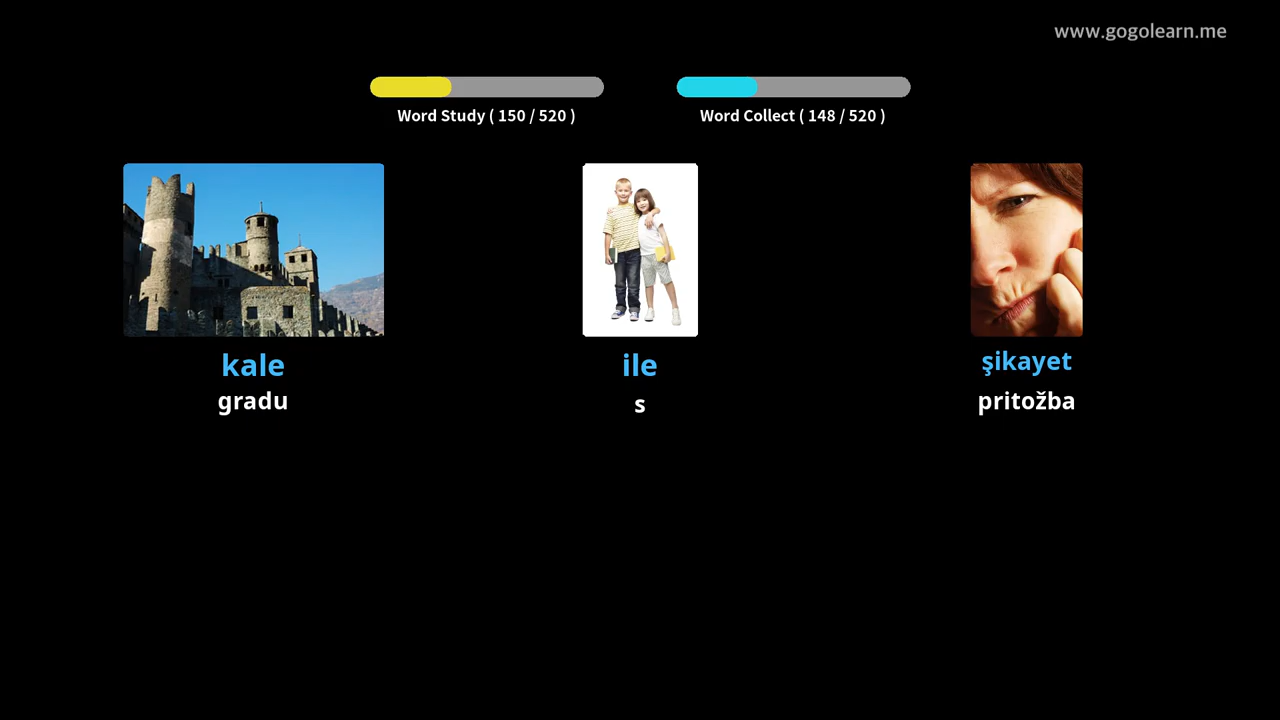 www.gogolearn.me
Word Study ( 150 / 520 )
Word Collect ( 148 / 520 )
kale
gradu
ile
s
şikayet
pritožba